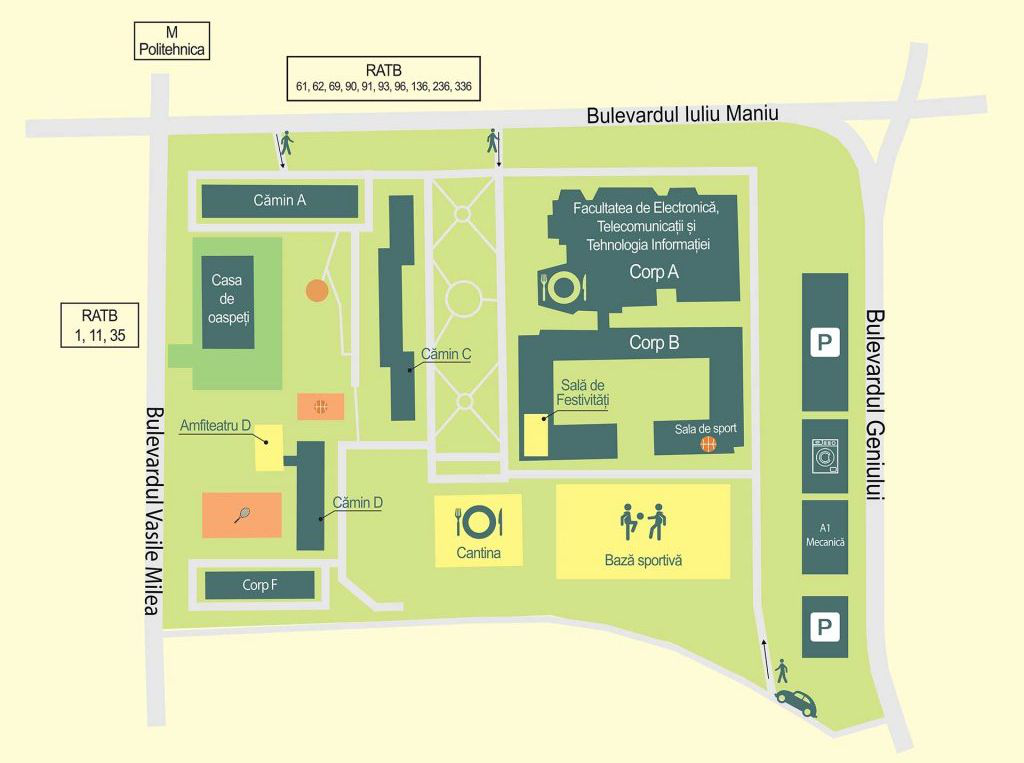 M
Politehnica
RATB
61, 62, 69, 90, 91, 93, 96, 136, 236, 336
Bulevardul Iuliu Maniu
Cămin A
Facultatea de Electronică,
Telecomunicații și
Tehnologia Informației
Corp A
Casa
de
oaspeți
RATB
1, 11, 35
Cămin C
Corp B
P
Sală de
Festivități
Sala de sport
Bulevardul Geniului
Amfiteatru D
Bulevardul Vasile Milea
Cămin D
A1
Mecanică
Cantina
Bază sportivă
Corp F
P